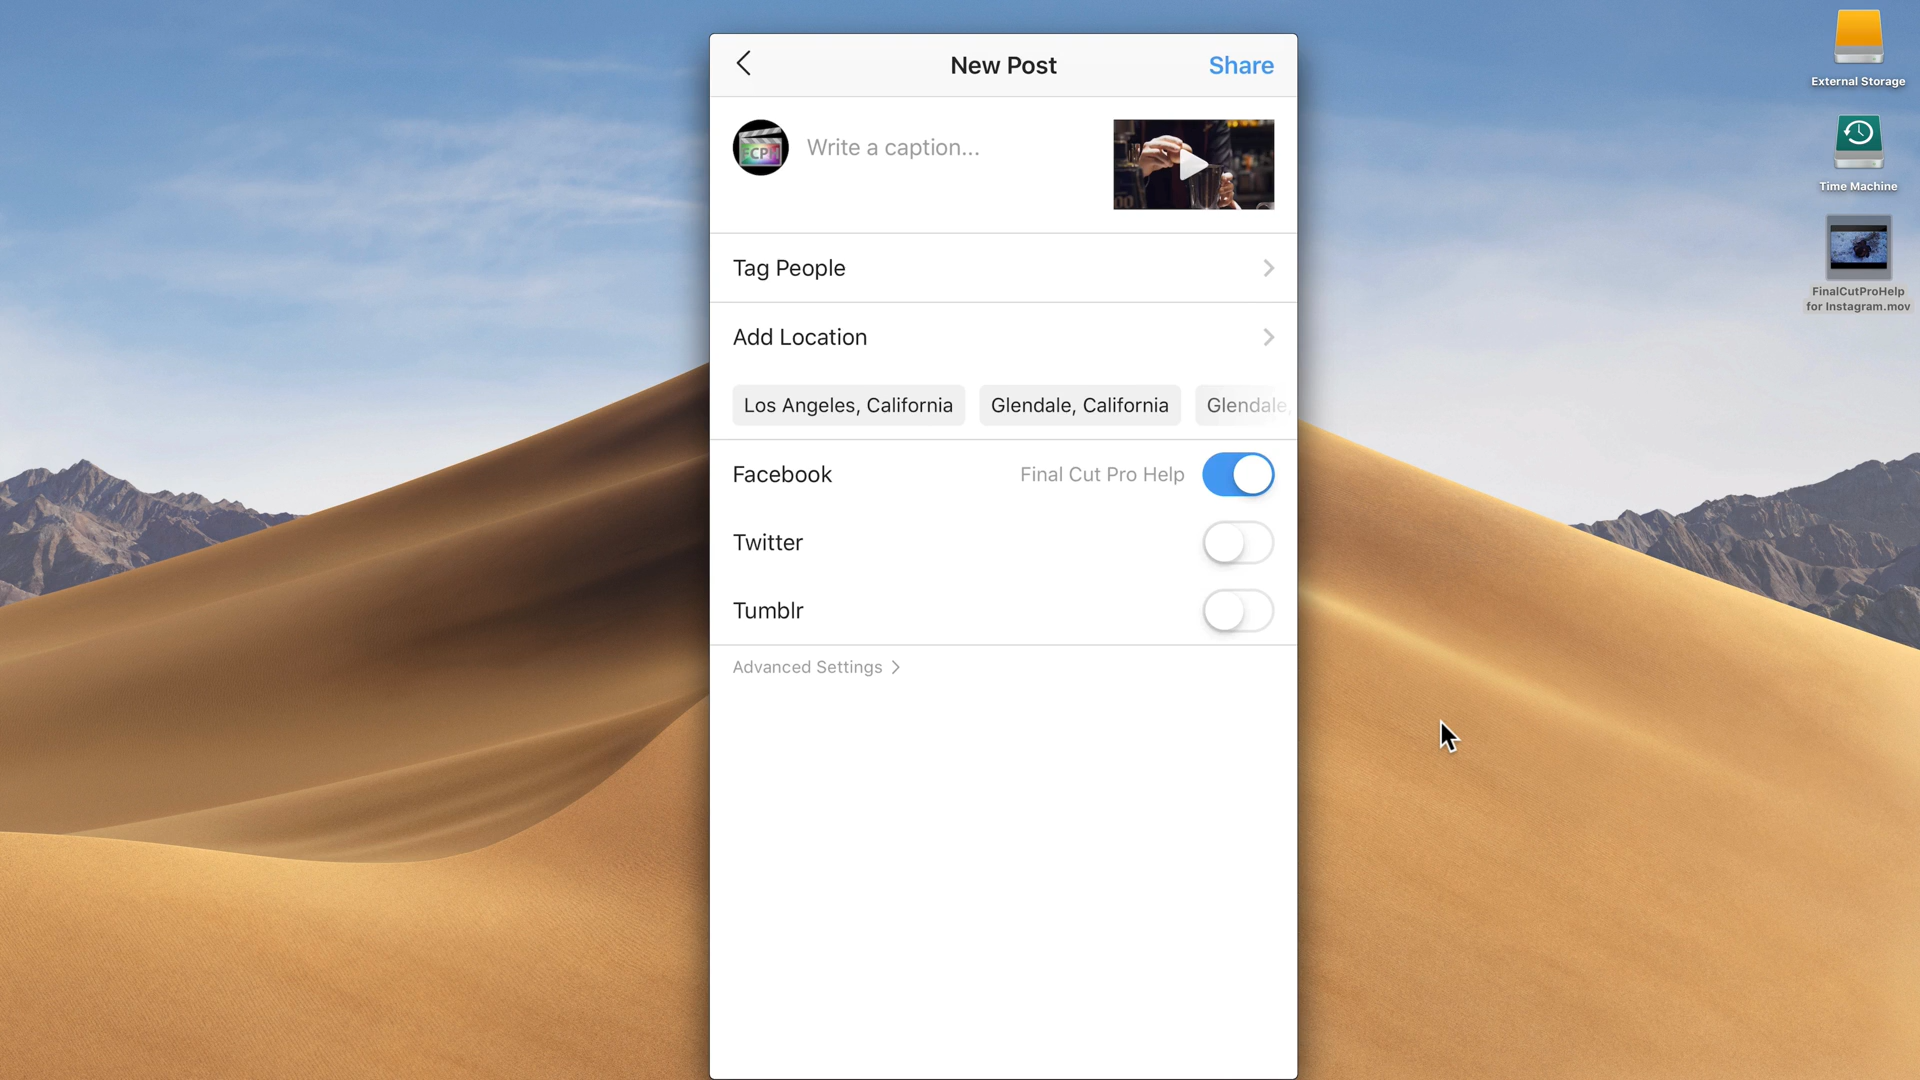 New Post
Share
FCPH
Write a caption...
Tag People
Add Location
Los Angeles, California
Glendale, California
Glendale,
Facebook
Final Cut Pro Help
Twitter
Tumblr
Advanced Settings
External Storage
Time Machine
FinalCutProHelp
for Instagram.mov